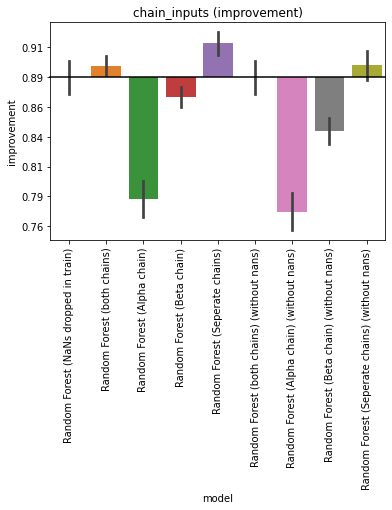 chain_inputs (improvement)
improvement
0.91
0.89
0.86
0.84
0.81
0.79
0.76
Random Forest (NaNs dropped in train)
Random Forest (both chains)
Random Forest (Alpha chain)
Random Forest (Beta chain)
Random Forest (Seperate chains)
Random Forest (both chains) (without nans)
Random Forest (Alpha chain) (without nans)
Random Forest (Beta chain) (without nans)
Random Forest (Seperate chains) (without nans)
model